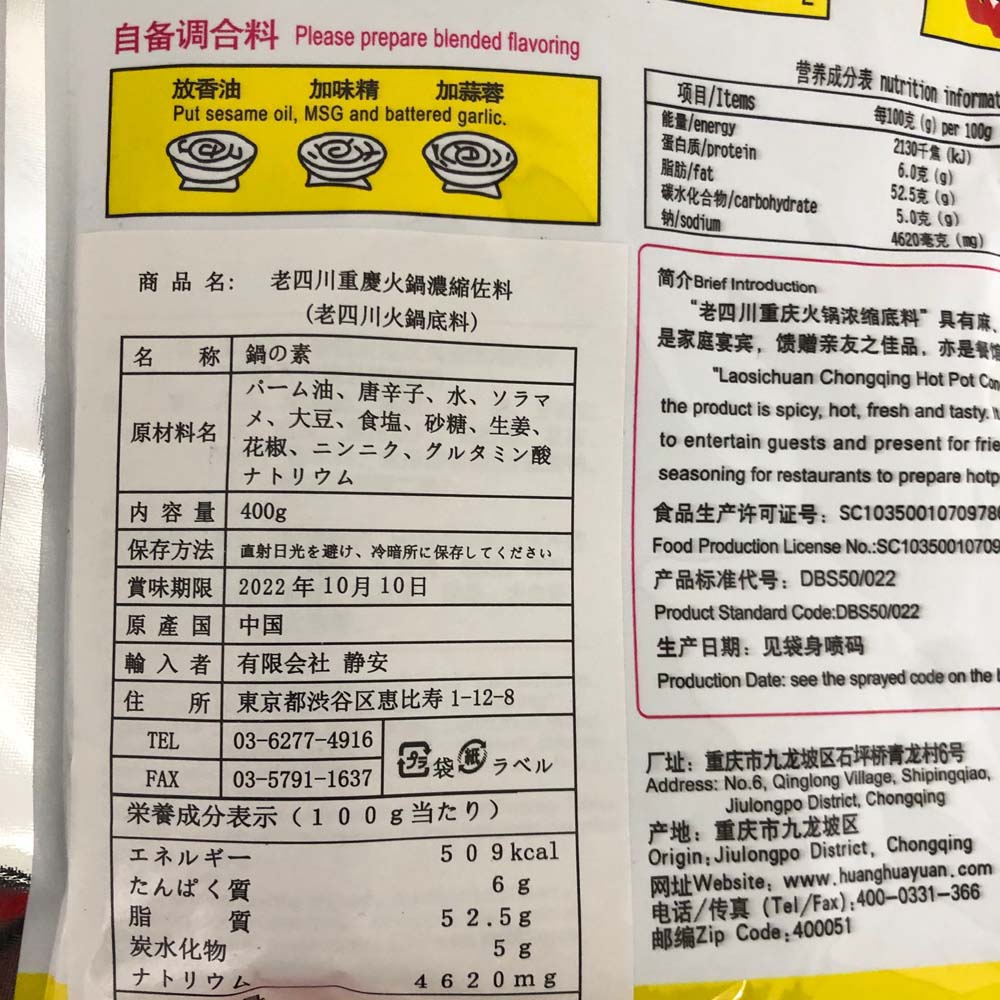 自备调合料 Please prepare blended flavoring
放香油 加味精 加蒜蓉
Put sesame oil, MSG and battered garlic.
营养成分表 nutrition informat
项目/Items 每100克 (g) per 100g
能量/energy 2130千焦 (kJ)
蛋白质/protein 6.0克 (g)
脂肪/fat 52.5克 (g)
碳水化合物/carbohydrate 5.0克 (g)
钠/sodium 4620毫克 (mg)
商品名: 老四川重慶火鍋濃縮佐料
(老四川火鍋底料)
名称 鍋の素
原材料名 パーム油、唐辛子、水、ソラマ
メ、大豆、食塩、砂糖、生姜、
花椒、ニンニク、グルタミン酸
ナトリウム
内容量 400g
保存方法 直射日光を避け、冷暗所に保存してください
賞味期限 2022年10月10日
原産国 中国
輸入者 有限会社 静安
住所 東京都渋谷区恵比寿1-12-8
TEL 03-6277-4916
FAX 03-5791-1637
プラ 袋 紙 ラベル
栄養成分表示(100g当たり)
エネルギー 509kcal
たんぱく質 6g
脂質 52.5g
炭水化物 5g
ナトリウム 4620mg
简介Brief Introduction
“老四川重庆火锅浓缩底料”具有麻、
是家庭宴宾，馈赠亲友之佳品，亦是餐馆
"Laosichuan Chongqing Hot Pot Con
the product is spicy, hot, fresh and tasty. It
to entertain guests and present for frie
seasoning for restaurants to prepare hotp
食品生产许可证号：SC1035001070978
Food Production License No.:SC10350010709
产品标准代号：DBS50/022
Product Standard Code:DBS50/022
生产日期：见袋身喷码
Production Date: see the sprayed code on the b
厂址：重庆市九龙坡区石坪桥青龙村6号
Address: No.6, Qinglong Village, Shipingqiao,
Jiulongpo District, Chongqing
产地：重庆市九龙坡区
Origin:Jiulongpo District, Chongqing
网址Website：www.huanghuayuan.com
电话/传真 (Tel/Fax):400-0331-366
邮编Zip Code:400051